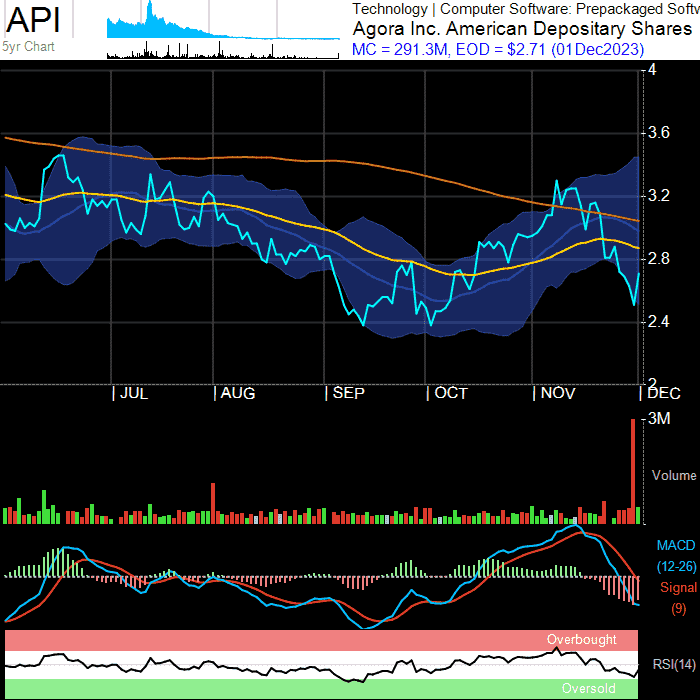 API
5yr Chart
Technology | Computer Software: Prepackaged Softw
Agora Inc. American Depositary Shares
MC = 291.3M, EOD = $2.71 (01Dec2023)
4
3.6
3.2
2.8
2.4
2
| JUL | AUG | SEP | OCT | NOV | DEC
3M
Volume
MACD
(12-26)
Signal
(9)
Overbought
RSI(14)
Oversold